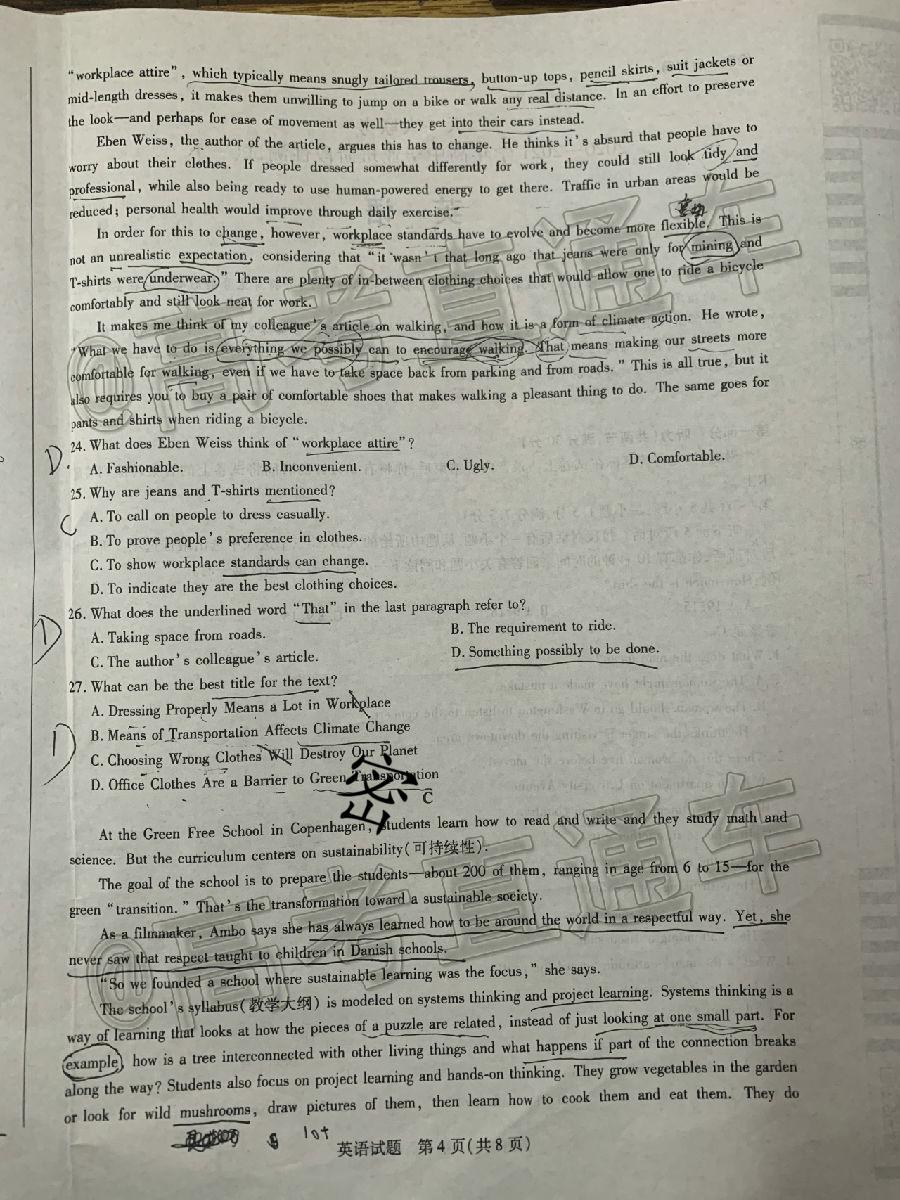 "workplace attire", which typically means snugly tailored trousers, button-up tops, pencil skirts, suit jackets or
mid-length dresses, it makes them unwilling to jump on a bike or walk any real distance. In an effort to preserve
the look—and perhaps for ease of movement as well—they get into their cars instead.
Eben Weiss, the author of the article, argues this has to change. He thinks it's absurd that people have to
worry about their clothes. If people dressed somewhat differently for work, they could still look tidy and
professional, while also being ready to use human-powered energy to get there. Traffic in urban areas would be
reduced; personal health would improve through daily exercise."
In order for this to change, however, workplace standards have to evolve and become more flexible. This is
not an unrealistic expectation, considering that "it wasn't that long ago that jeans were only for mining and
T-shirts were underwear." There are plenty of in-between clothing choices that would allow one to ride a bicycle
comfortably and still look neat for work.
It makes me think of my colleague's article on walking, and how it is a form of climate action. He wrote,
"What we have to do is everything we possibly can to encourage walking. That means making our streets more
comfortable for walking, even if we have to take space back from parking and from roads." This is all true, but it
also requires you to buy a pair of comfortable shoes that makes walking a pleasant thing to do. The same goes for
pants and shirts when riding a bicycle.
D. 24. What does Eben Weiss think of "workplace attire"?
A. Fashionable. B. Inconvenient. C. Ugly. D. Comfortable.
25. Why are jeans and T-shirts mentioned?
C A. To call on people to dress casually.
B. To prove people's preference in clothes.
C. To show workplace standards can change.
D. To indicate they are the best clothing choices.
26. What does the underlined word "That" in the last paragraph refer to?
D A. Taking space from roads. B. The requirement to ride.
C. The author's colleague's article. D. Something possibly to be done.
27. What can be the best title for the text?
A. Dressing Properly Means a Lot in Workplace
D B. Means of Transportation Affects Climate Change
C. Choosing Wrong Clothes Will Destroy Our Planet
D. Office Clothes Are a Barrier to Green Transportation
密
C
At the Green Free School in Copenhagen, students learn how to read and write and they study math and
science. But the curriculum centers on sustainability(可持续性).
The goal of the school is to prepare the students—about 200 of them, ranging in age from 6 to 15—for the
green "transition." That's the transformation toward a sustainable society.
As a filmmaker, Ambo says she has always learned how to be around the world in a respectful way. Yet, she
never saw that respect taught to children in Danish schools.
"So we founded a school where sustainable learning was the focus," she says.
The school's syllabus(教学大纲) is modeled on systems thinking and project learning. Systems thinking is a
way of learning that looks at how the pieces of a puzzle are related, instead of just looking at one small part. For
example, how is a tree interconnected with other living things and what happens if part of the connection breaks
along the way? Students also focus on project learning and hands-on thinking. They grow vegetables in the garden
or look for wild mushrooms, draw pictures of them, then learn how to cook them and eat them. They do
lot
英语试题 第4页(共8页)
@高考直通车
@高考直通车